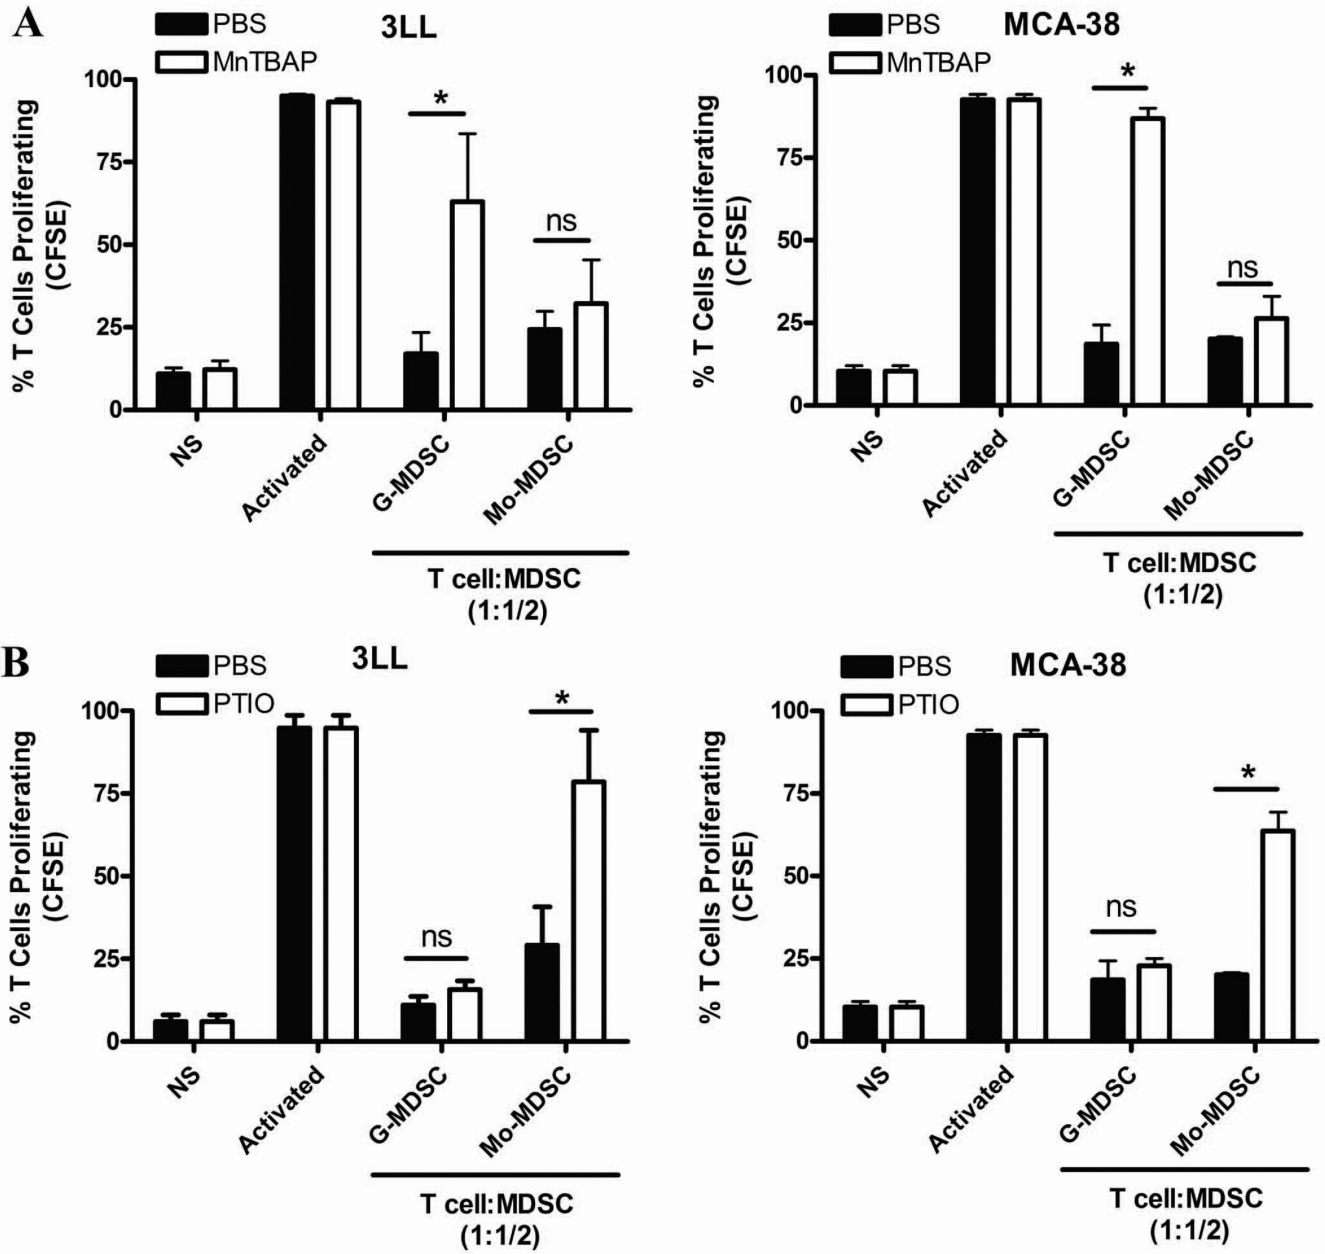 A
PBS
MnTBAP
3LL
% T Cells Proliferating
(CFSE)
100
75
50
25
0
*
ns
NS
Activated
G-MDSC
Mo-MDSC
T cell:MDSC
(1:1/2)
PBS
MnTBAP
MCA-38
% T Cells Proliferating
(CFSE)
100
75
50
25
0
*
ns
NS
Activated
G-MDSC
Mo-MDSC
T cell:MDSC
(1:1/2)
B
PBS
PTIO
3LL
% T Cells Proliferating
(CFSE)
100
75
50
25
0
ns
*
NS
Activated
G-MDSC
Mo-MDSC
T cell:MDSC
(1:1/2)
PBS
PTIO
MCA-38
% T Cells Proliferating
(CFSE)
100
75
50
25
0
ns
*
NS
Activated
G-MDSC
Mo-MDSC
T cell:MDSC
(1:1/2)